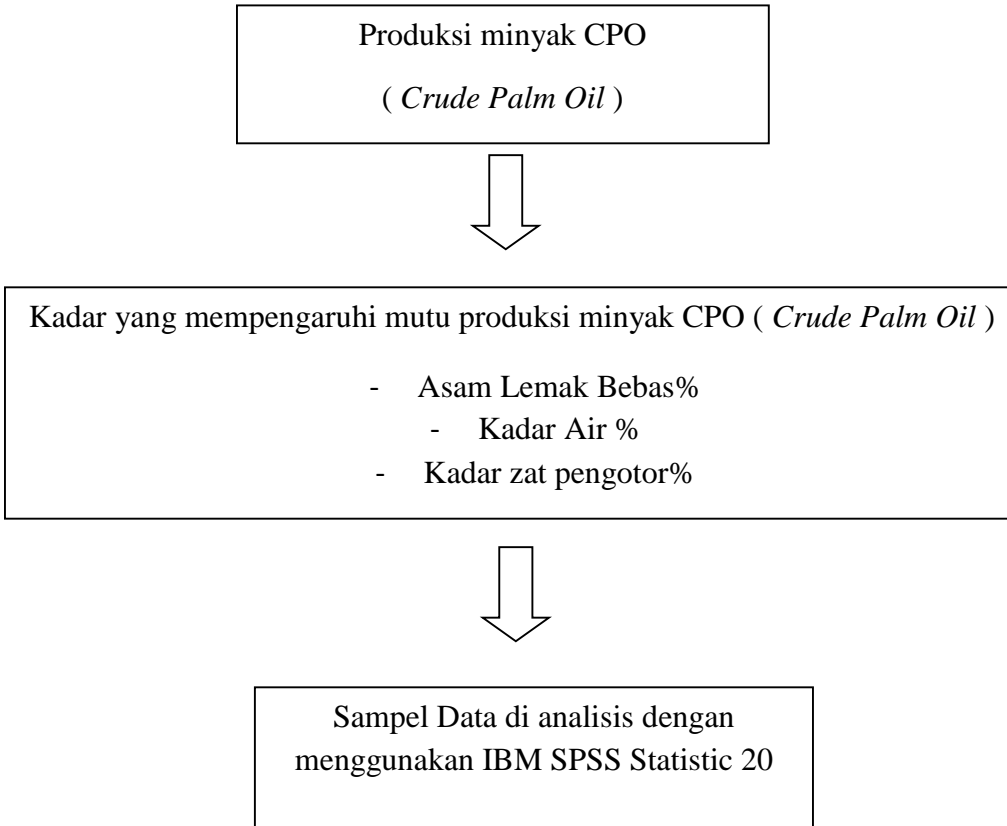 Produksi minyak CPO
( Crude Palm Oil )
Kadar yang mempengaruhi mutu produksi minyak CPO ( Crude Palm Oil )
- Asam Lemak Bebas%
- Kadar Air %
- Kadar zat pengotor%
Sampel Data di analisis dengan
menggunakan IBM SPSS Statistic 20